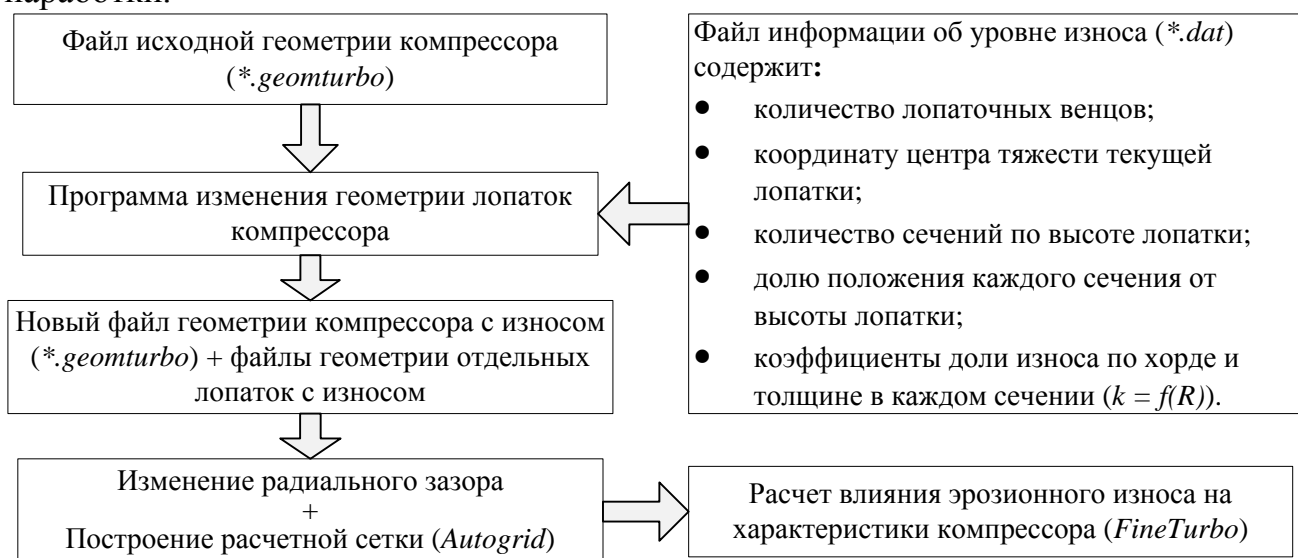 наработки.
Файл исходной геометрии компрессора
(*.geomturbo)
Программа изменения геометрии лопаток
компрессора
Новый файл геометрии компрессора с износом
(*.geomturbo) + файлы геометрии отдельных
лопаток с износом
Изменение радиального зазора
+
Построение расчетной сетки (Autogrid)
Файл информации об уровне износа (*.dat)
содержит:
● количество лопаточных венцов;
● координату центра тяжести текущей
лопатки;
● количество сечений по высоте лопатки;
● долю положения каждого сечения от
высоты лопатки;
● коэффициенты доли износа по хорде и
толщине в каждом сечении (k = f(R)).
Расчет влияния эрозионного износа на
характеристики компрессора (FineTurbo)